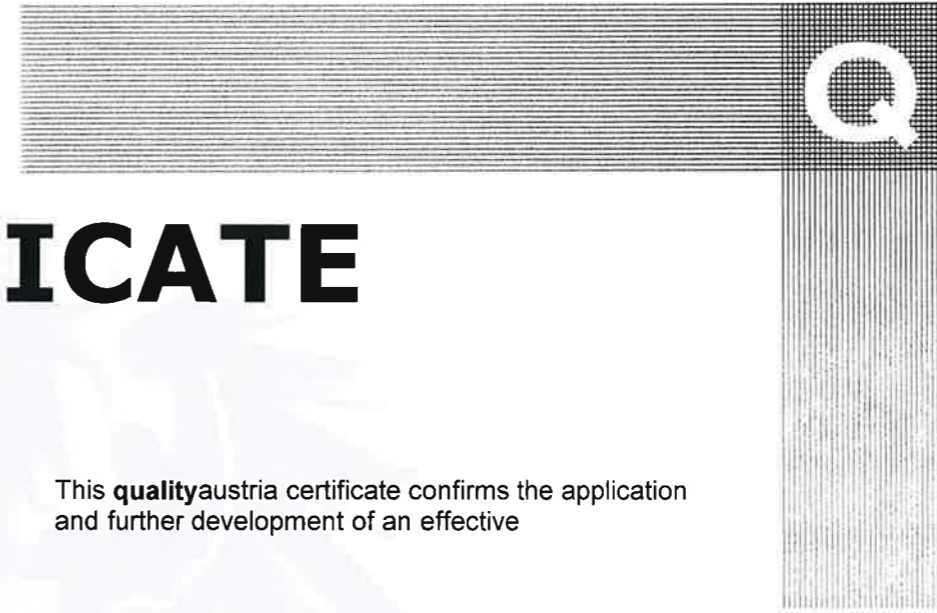 Q
ICATE
This qualityaustria certificate confirms the application
and further development of an effective